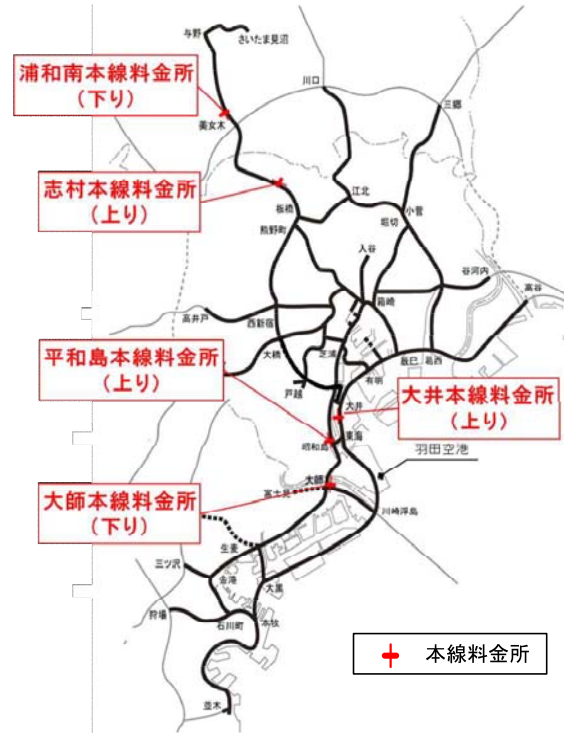 与野
さいたま見沼
浦和南本線料金所
(下り)
川口
三郷
美女木
志村本線料金所
(上り)
板橋
江北
小菅
熊野町
堀切
入谷
谷河内
高谷
箱崎
高井戸
西新宿
平和島本線料金所
(上り)
大橋
芝浦
辰巳
葛西
有明
戸越
大井本線料金所
(上り)
大井
昭和島
東海
羽田空港
大師
大師本線料金所
(下り)
富士見
川崎浮島
生麦
三ツ沢
金港
大黒
狩場
石川町
本牧
並木
本線料金所